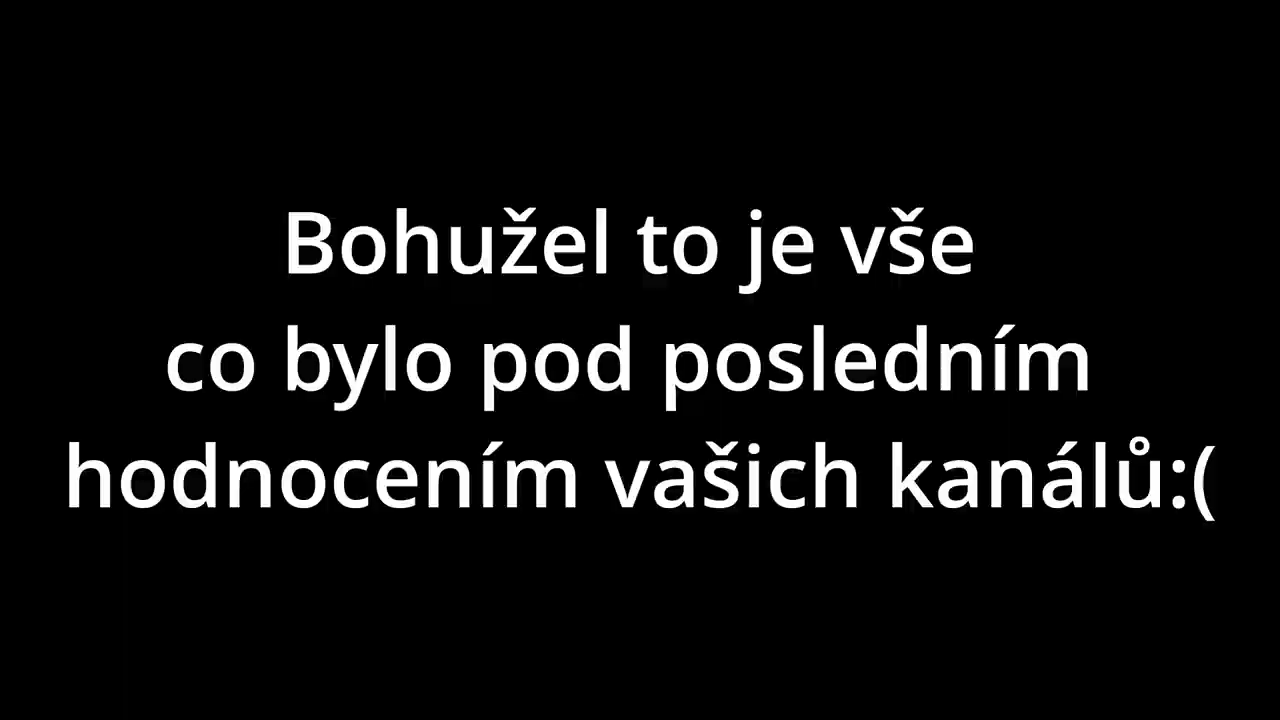 Bohužel to je vše
co bylo pod posledním
hodnocením vašich kanálů:(